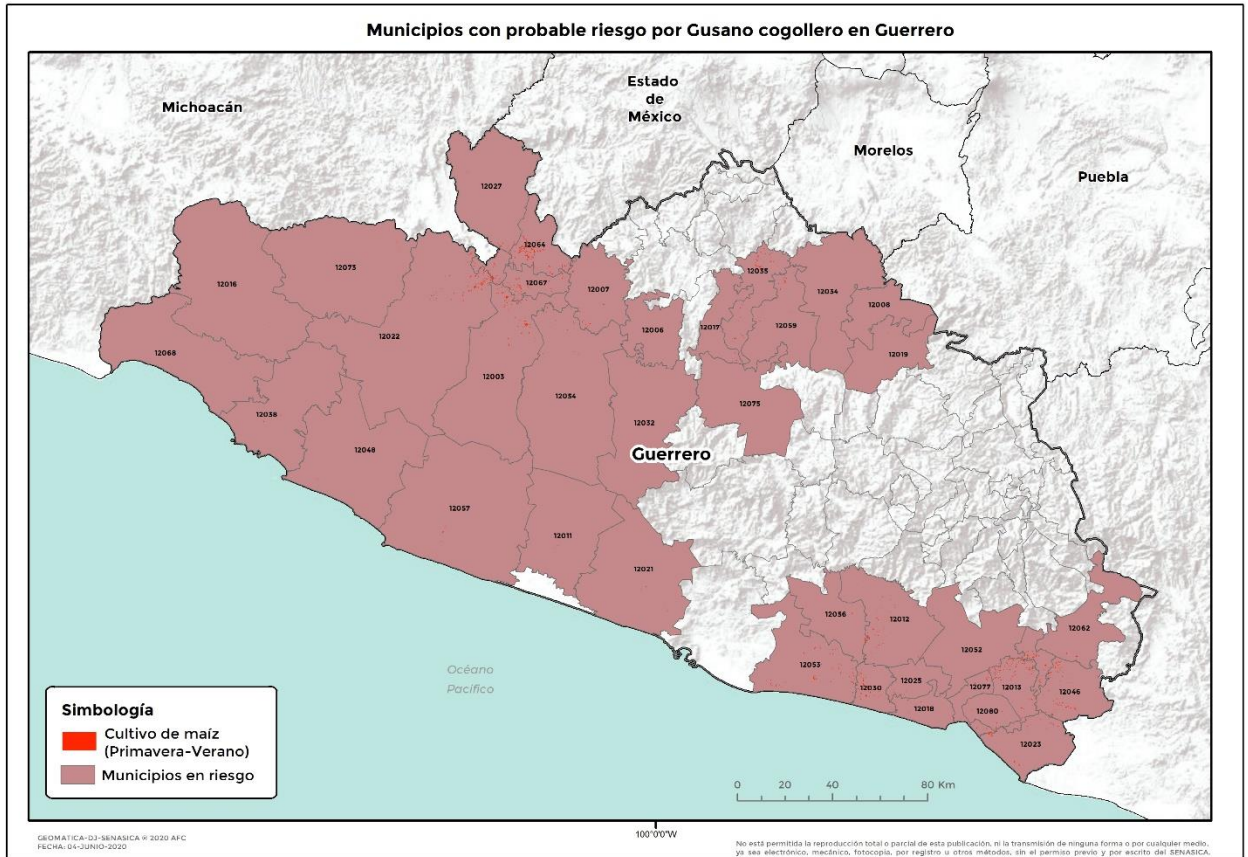 Municipios con probable riesgo por Gusano cogollero en Guerrero
Estado
de
México
Michoacán
Morelos
Puebla
12027
12064
12035
12073
12067
12016
12007
12034
12008
12006
12017
12059
12022
12019
12068
12003
12054
12075
12038
12032
Guerrero
12048
12057
12011
12021
12056
12012
12062
12052
12053
12025
12030
12077
12013
12046
12018
12080
12023
Océano
Pacifico
Simbología
Cultivo de maíz
(Primavera-Verano)
Municipios en riesgo
0 20 40 80 Km
100°0'0"W
GEOMATICA-DJ-SENASICA ® 2020 AFC
FECHA: 04-JUNIO-2020
No está permitida la reproducción total o parcial de esta publicación, ni la transmisión de ninguna forma o por cualquier medio,
ya sea electrónico, mecánico, fotocopia, por registro u otros métodos, sin el permiso previo y por escrito del SENASICA.